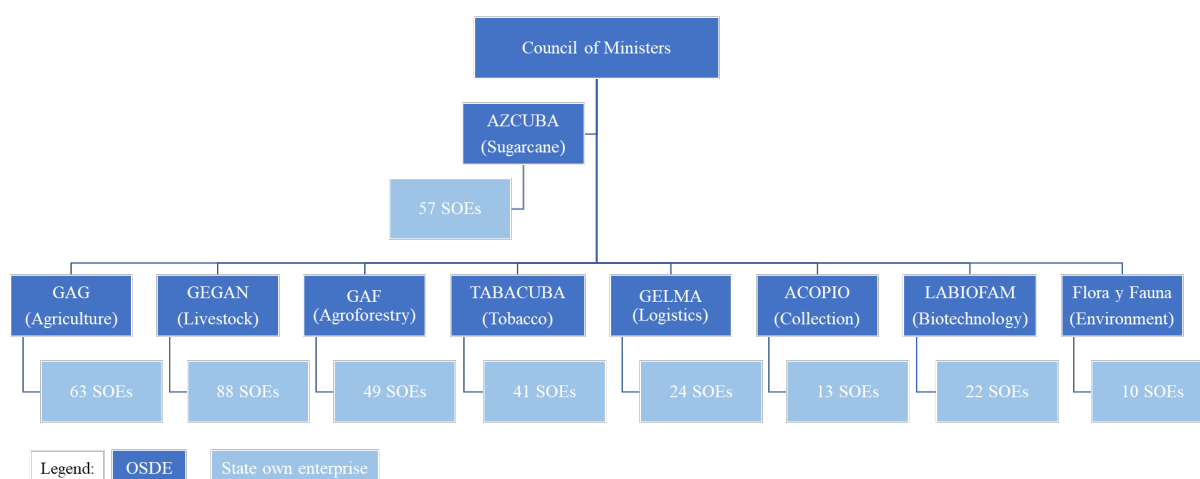 Council of Ministers
AZCUBA
(Sugarcane)
57 SOEs
GAG
(Agriculture)
GEGAN
(Livestock)
GAF
(Agroforestry)
TABACUBA
(Tobacco)
GELMA
(Logistics)
ACOPIO
(Collection)
LABIOFAM
(Biotechnology)
Flora y Fauna
(Environment)
63 SOEs
88 SOEs
49 SOEs
41 SOEs
24 SOEs
13 SOEs
22 SOEs
10 SOEs
Legend:
OSDE
State own enterprise